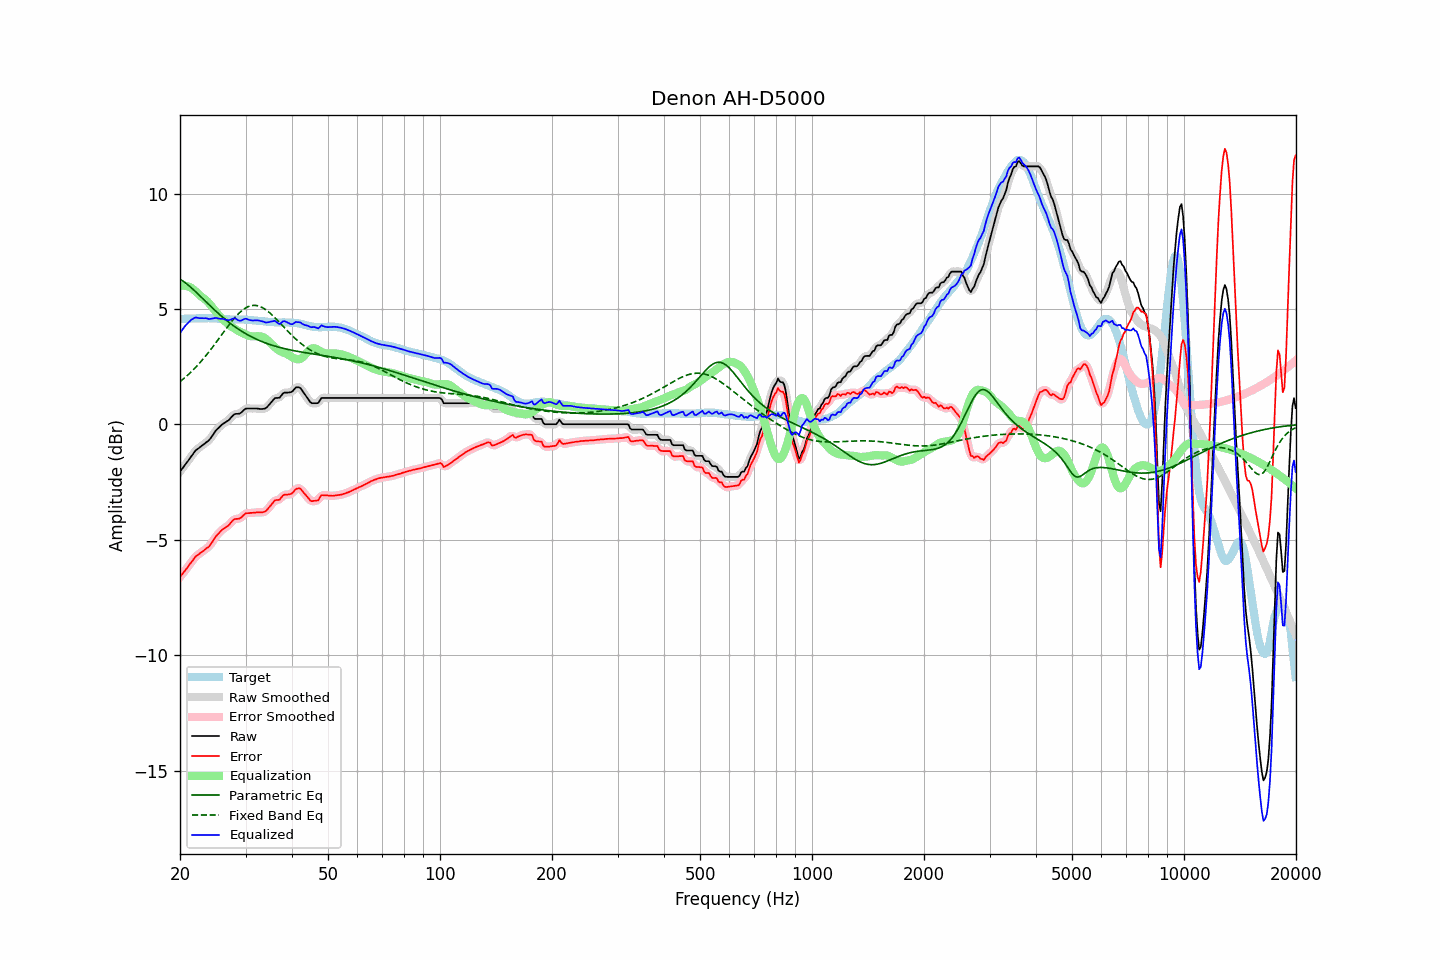 Denon AH-D5000
Amplitude (dBr)
10
5
0
−5
−10
−15
Target
Raw Smoothed
Error Smoothed
Raw
Error
Equalization
Parametric Eq
Fixed Band Eq
Equalized
20 50 100 200 500 1000 2000 5000 10000 20000
Frequency (Hz)